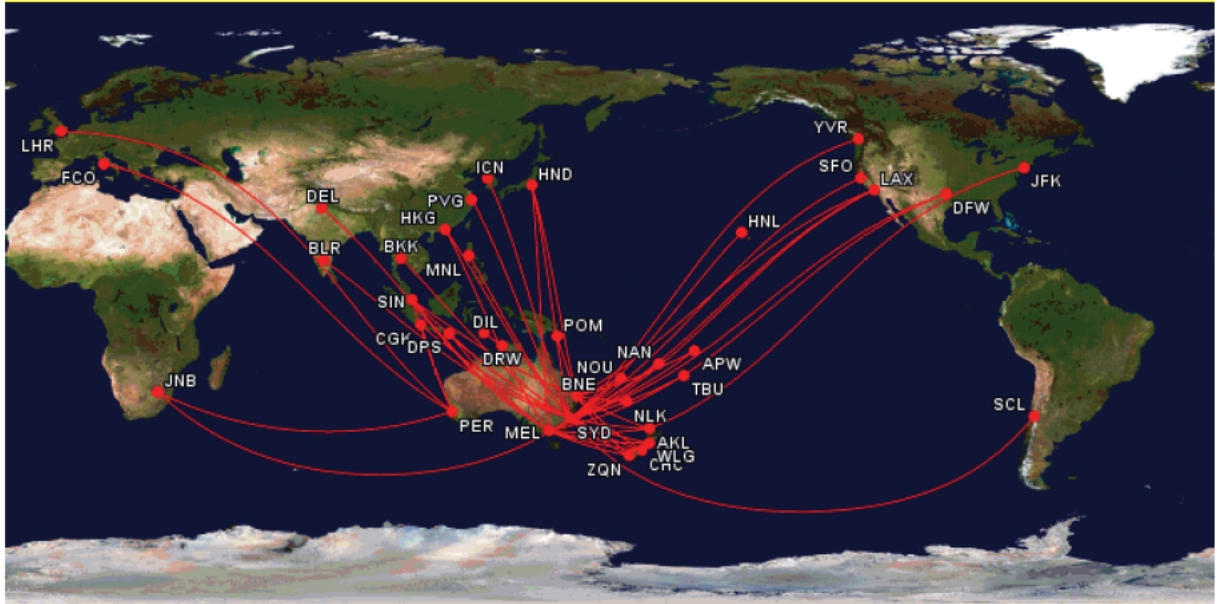 YVR
LHR
SFO
ICN
HND
LAX
JFK
FCO
DEL
PVG
DFW
HKG
HNL
BLR
BKK
MNL
SIN
DIL
POM
CGK
DPS
DRW
NAN
APW
NOU
BNE
TBU
JNB
SCL
NLK
PER
MEL
SYD
AKL
WLG
CHC
ZQN